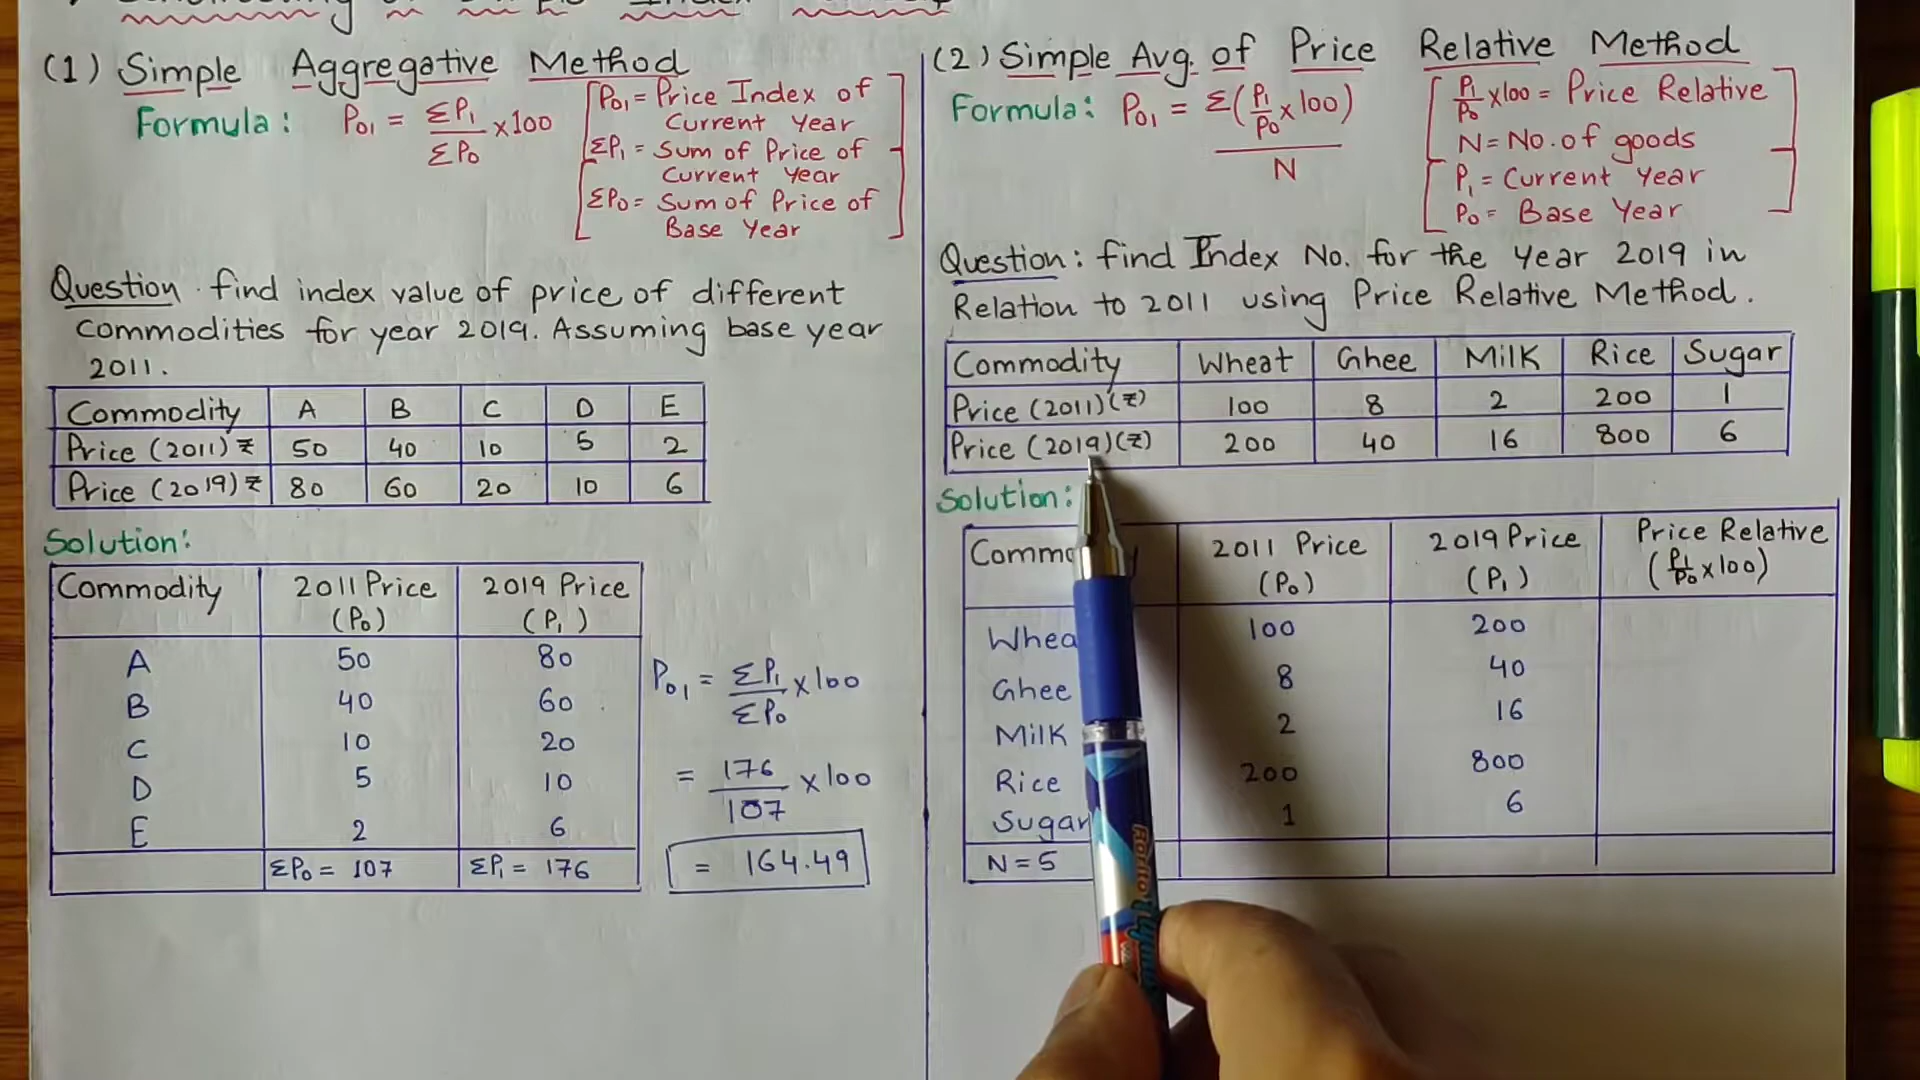 Index
(1) Simple Aggregative Method
Formula: P₀₁ = ΣP₁/ΣP₀ x100
[P₀₁ = Price Index of
Current Year
ΣP₁ = Sum of Price of
Current Year
ΣP₀ = Sum of Price of
Base Year]
Question. find index value of price of different
Commodities for year 2019. Assuming base year
2011.
Commodity A B C D E
Price (2011) ₹ 50 40 10 5 2
Price (2019) ₹ 80 60 20 10 6
Solution:
Commodity 2011 Price (P₀) 2019 Price (P₁)
A 50 80
B 40 60
C 10 20
D 5 10
E 2 6
ΣP₀ = 107 ΣP₁ = 176
P₀₁ = ΣP₁/ΣP₀ x100
= 176/107 x100
= 164.49
(2) Simple Avg. of Price Relative Method
Formula: P₀₁ = Σ(P₁/P₀ x100)/N
[P₁/P₀ x100 = Price Relative
N = No. of goods
P₁ = Current Year
P₀ = Base Year]
Question: find Index No. for the year 2019 in
Relation to 2011 using Price Relative Method.
Commodity Wheat Ghee Milk Rice Sugar
Price (2011) (₹) 100 8 2 200 1
Price (2019) (₹) 200 40 16 800 6
Solution:
2011 Price (P₀) 2019 Price (P₁) Price Relative (P₁/P₀ x100)
100 200
Ghee 8 40
Milk 2 16
Rice 200 800
Sugar 1 6
N = 5
Rorito